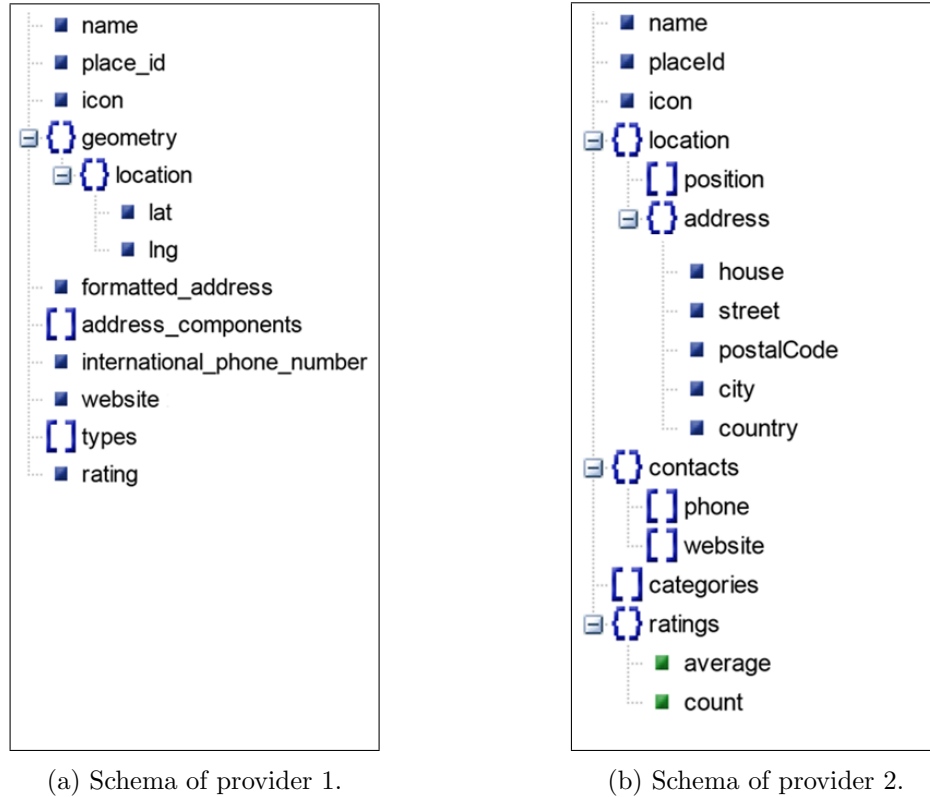 name
place_id
icon
geometry
location
lat
lng
formatted_address
address_components
international_phone_number
website
types
rating
(a) Schema of provider 1.
name
placeId
icon
location
position
address
house
street
postalCode
city
country
contacts
phone
website
categories
ratings
average
count
(b) Schema of provider 2.